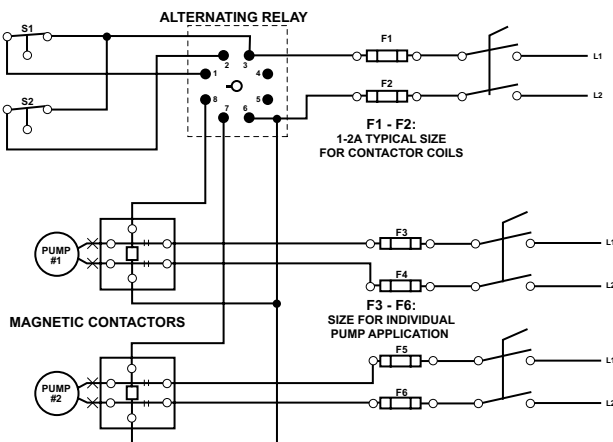 ALTERNATING RELAY
S1
F1
L1
2
3
1
4
S2
F2
L2
8
5
7
6
F1 - F2:
1-2A TYPICAL SIZE
FOR CONTACTOR COILS
F3
L1
PUMP
#1
F4
L2
F3 - F6:
SIZE FOR INDIVIDUAL
PUMP APPLICATION
MAGNETIC CONTACTORS
F5
L1
PUMP
#2
F6
L2